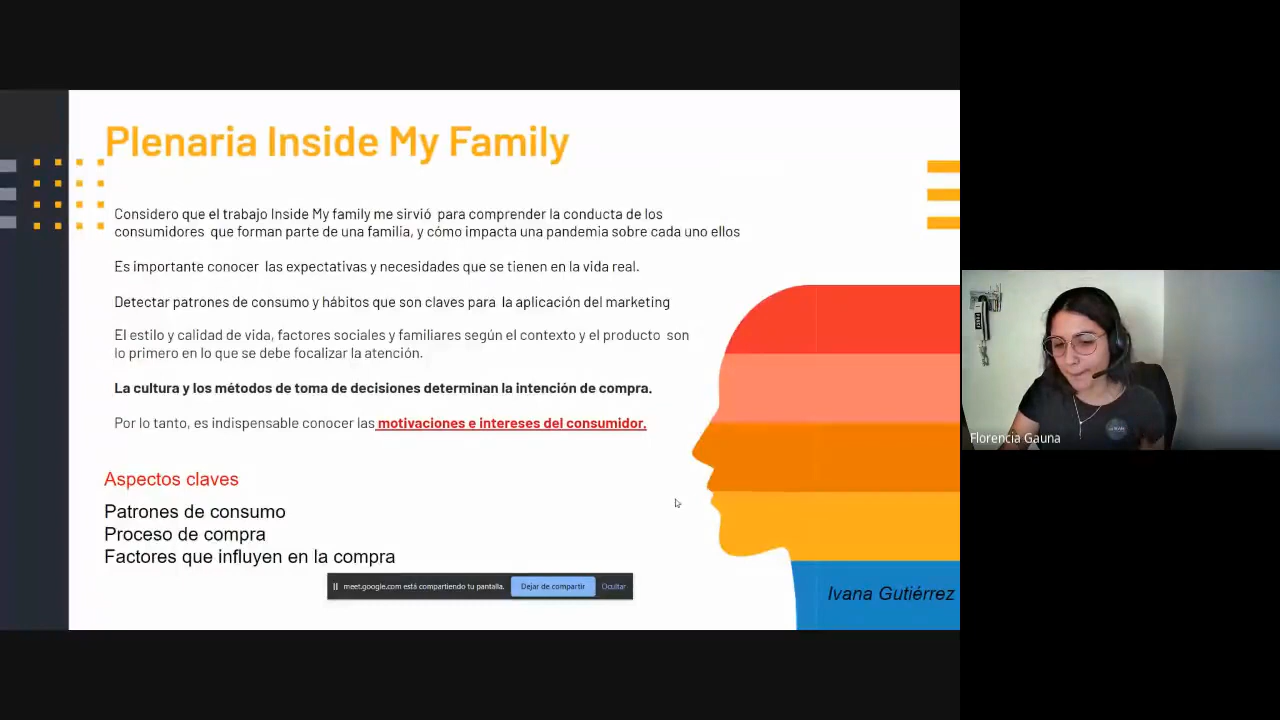 Plenaria Inside My Family
Considero que el trabajo Inside My family me sirvió para comprender la conducta de los
consumidores que forman parte de una familia, y cómo impacta una pandemia sobre cada uno ellos
Es importante conocer las expectativas y necesidades que se tienen en la vida real.
Detectar patrones de consumo y hábitos que son claves para la aplicación del marketing
El estilo y calidad de vida, factores sociales y familiares según el contexto y el producto son
lo primero en lo que se debe focalizar la atención.
La cultura y los métodos de toma de decisiones determinan la intención de compra.
Por lo tanto, es indispensable conocer las motivaciones e intereses del consumidor.
Aspectos claves
Patrones de consumo
Proceso de compra
Factores que influyen en la compra
meet.google.com está compartiendo tu pantalla. Dejar de compartir Ocultar
Ivana Gutiérrez
Florencia Gauna